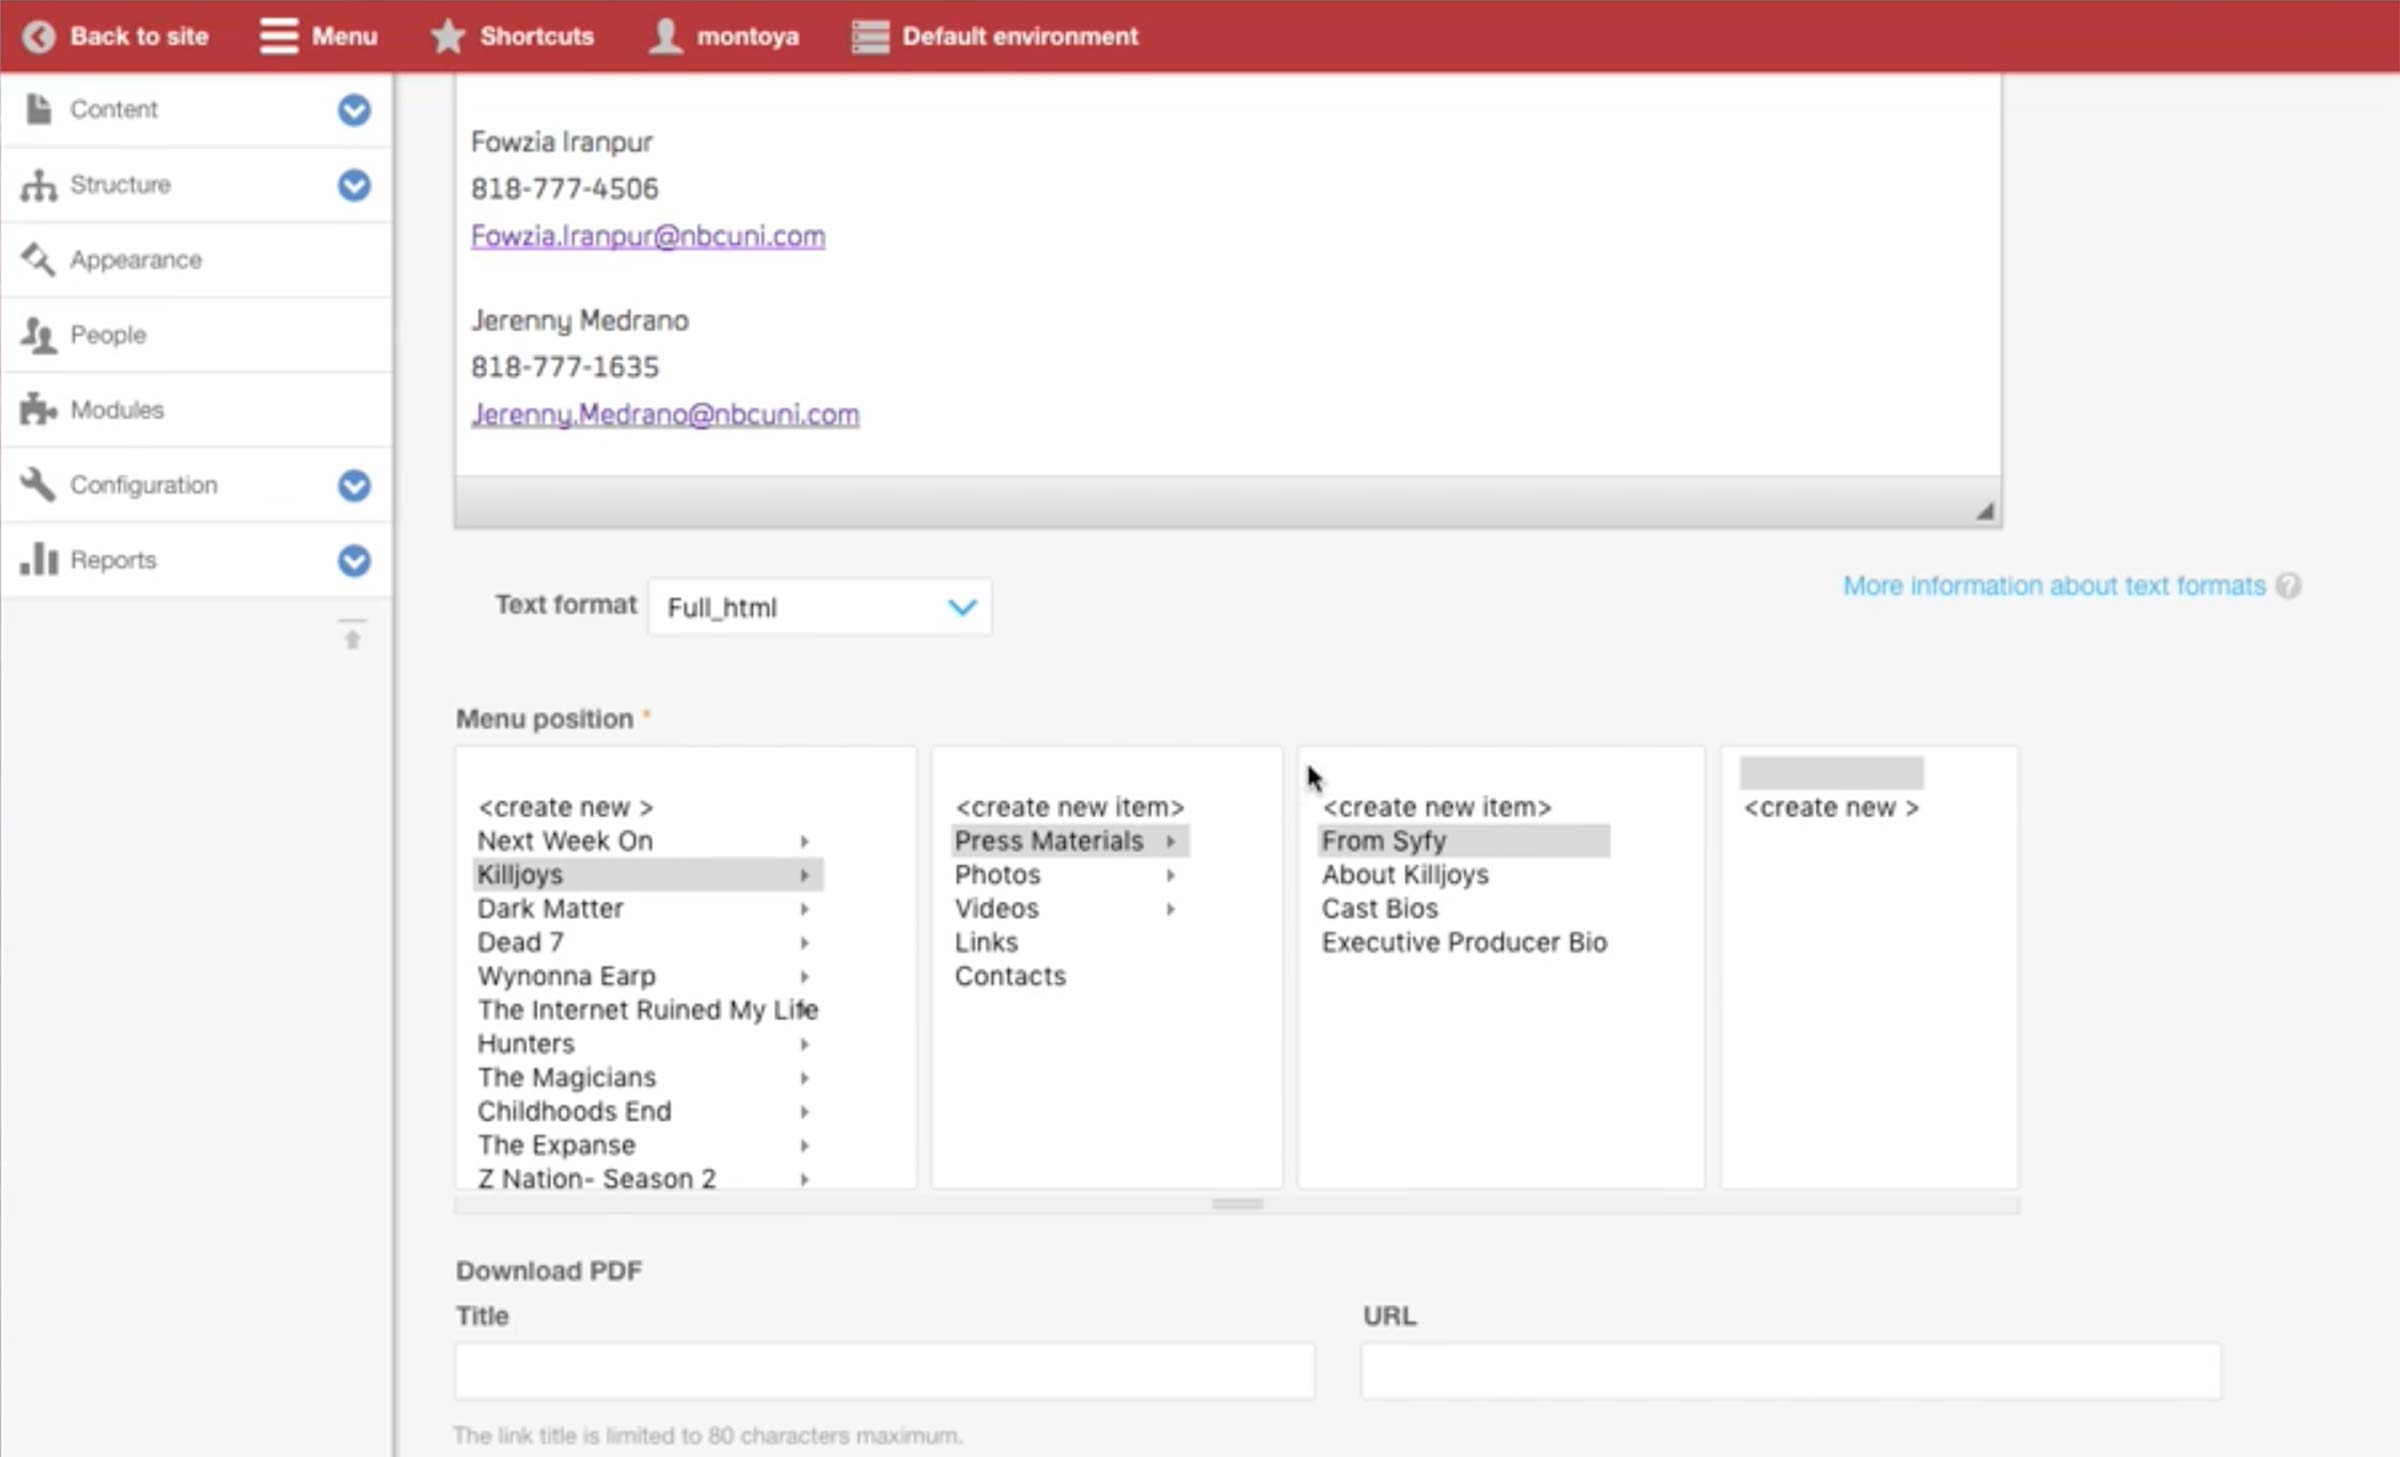 Back to site Menu Shortcuts montoya Default environment
Content
Structure
Appearance
People
Modules
Configuration
Reports
Fowzia Iranpur
818-777-4506
Fowzia.Iranpur@nbcuni.com
Jerenny Medrano
818-777-1635
Jerenny.Medrano@nbcuni.com
Text format Full_html
More information about text formats ?
Menu position *
<create new >
Next Week On
Killjoys
Dark Matter
Dead 7
Wynonna Earp
The Internet Ruined My Life
Hunters
The Magicians
Childhoods End
The Expanse
Z Nation- Season 2
<create new item>
Press Materials
Photos
Videos
Links
Contacts
<create new item>
From Syfy
About Killjoys
Cast Bios
Executive Producer Bio
<create new >
Download PDF
Title
URL
The link title is limited to 80 characters maximum.